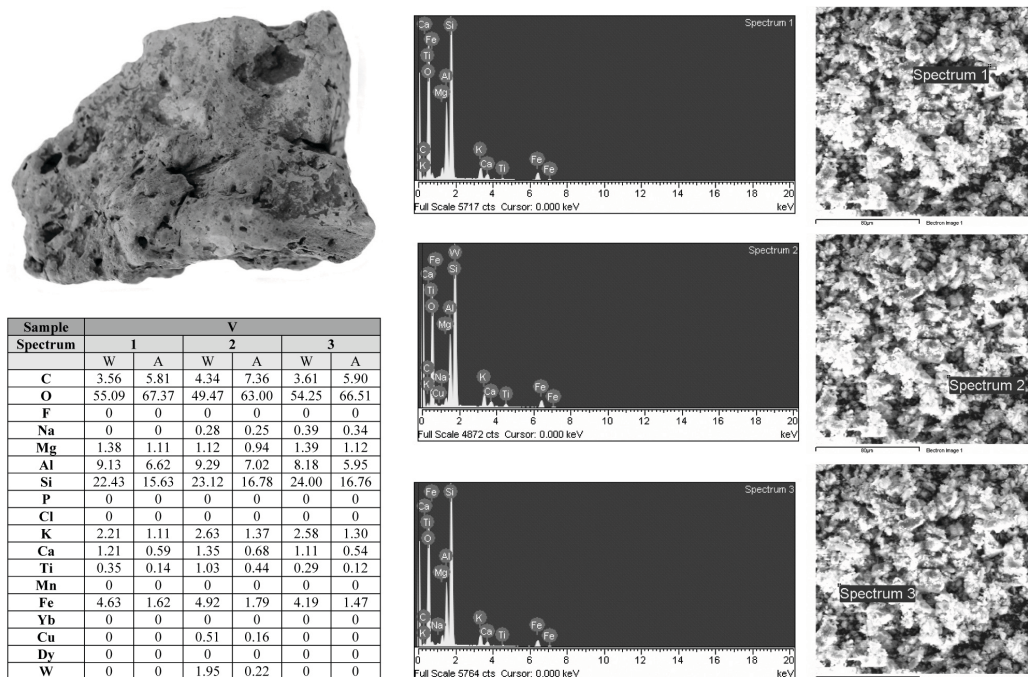 Sample V
Spectrum 1 2 3
W A W A W A
C 3.56 5.81 4.34 7.36 3.61 5.90
O 55.09 67.37 49.47 63.00 54.25 66.51
F 0 0 0 0 0 0
Na 0 0 0.28 0.25 0.39 0.34
Mg 1.38 1.11 1.12 0.94 1.39 1.12
Al 9.13 6.62 9.29 7.02 8.18 5.95
Si 22.43 15.63 23.12 16.78 24.00 16.76
P 0 0 0 0 0 0
Cl 0 0 0 0 0 0
K 2.21 1.11 2.63 1.37 2.58 1.30
Ca 1.21 0.59 1.35 0.68 1.11 0.54
Ti 0.35 0.14 1.03 0.44 0.29 0.12
Mn 0 0 0 0 0 0
Fe 4.63 1.62 4.92 1.79 4.19 1.47
Yb 0 0 0 0 0 0
Cu 0 0 0.51 0.16 0 0
Dy 0 0 0 0 0 0
W 0 0 1.95 0.22 0 0
Spectrum 1
Ca Si
Fe
Ti
O Al
Mg
C K Fe
K Ca Ti Fe
0 2 4 6 8 10 12 14 16 18 20
Full Scale 5717 cts Cursor: 0.000 keV keV
Spectrum 1
60µm Electron Image 1
Spectrum 2
W
Fe
Ca Si
Ti
O Al
Mg
C Na K Fe
K Cu Ca Ti Fe
0 2 4 6 8 10 12 14 16 18 20
Full Scale 4872 cts Cursor: 0.000 keV keV
Spectrum 2
60µm Electron Image 1
Spectrum 3
Fe Si
Ca
Ti
O Al
Mg
C Na K Fe
K Ca Ti Fe
0 2 4 6 8 10 12 14 16 18 20
Full Scale 5764 cts Cursor: 0.000 keV keV
Spectrum 3